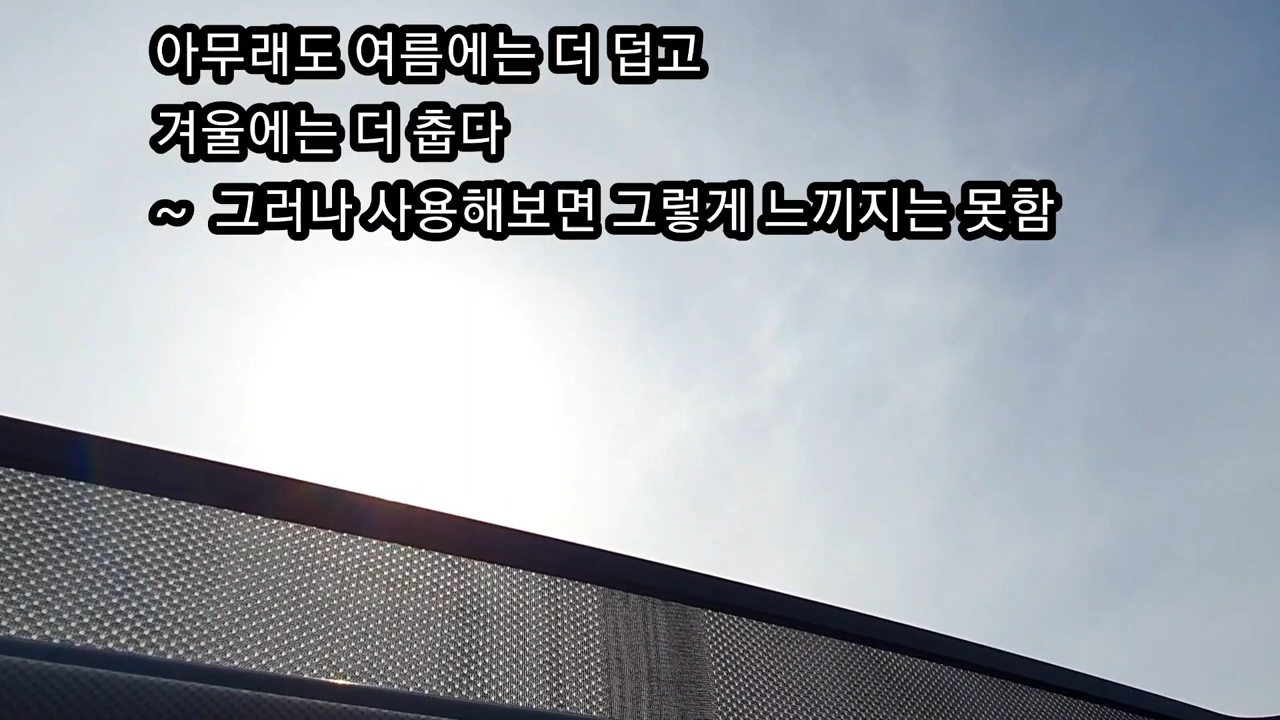 아무래도 여름에는 더 덥고
겨울에는 더 춥다
~ 그러나 사용해보면 그렇게 느끼지는 못함